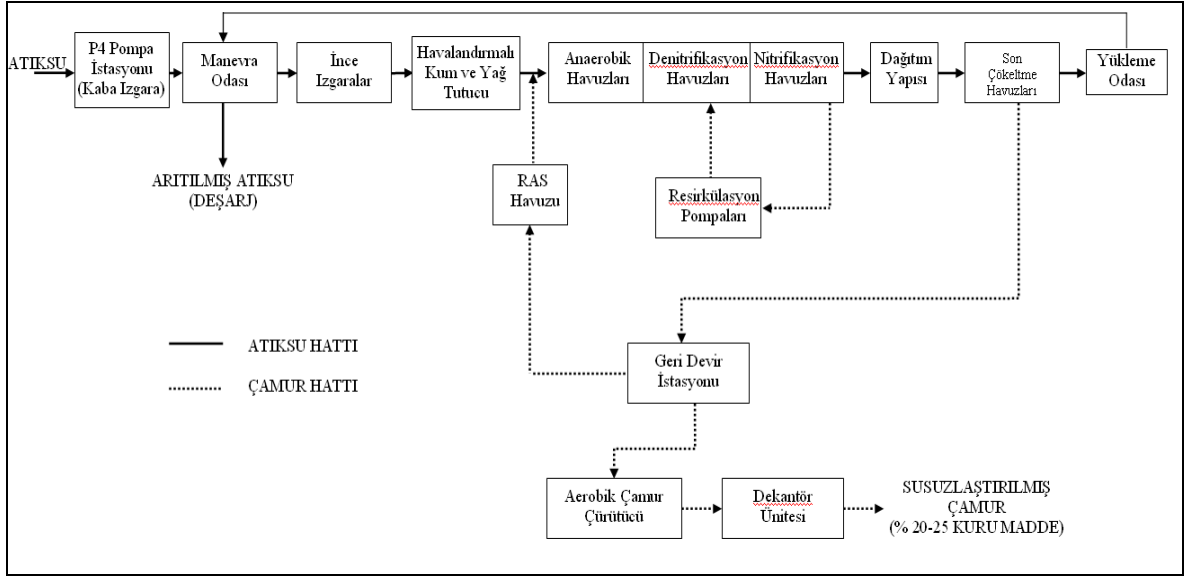 ATIKSU
P4 Pompa
İstasyonu
(Kaba Izgara)
Manevra
Odası
İnce
Izgaralar
Havalandırmalı
Kum ve Yağ
Tutucu
Anaerobik
Havuzları
Denitrifikasyon
Havuzları
Nitrifikasyon
Havuzları
Dağıtım
Yapısı
Son
Çökeltme
Havuzları
Yükleme
Odası
ARITILMIŞ ATIKSU
(DEŞARJ)
RAS
Havuzu
Resirkülasyon
Pompaları
ATIKSU HATTI
ÇAMUR HATTI
Geri Devir
İstasyonu
Aerobik Çamur
Çürütücü
Dekantör
Ünitesi
SUSUZLAŞTIRILMIŞ
ÇAMUR
(% 20-25 KURU MADDE)